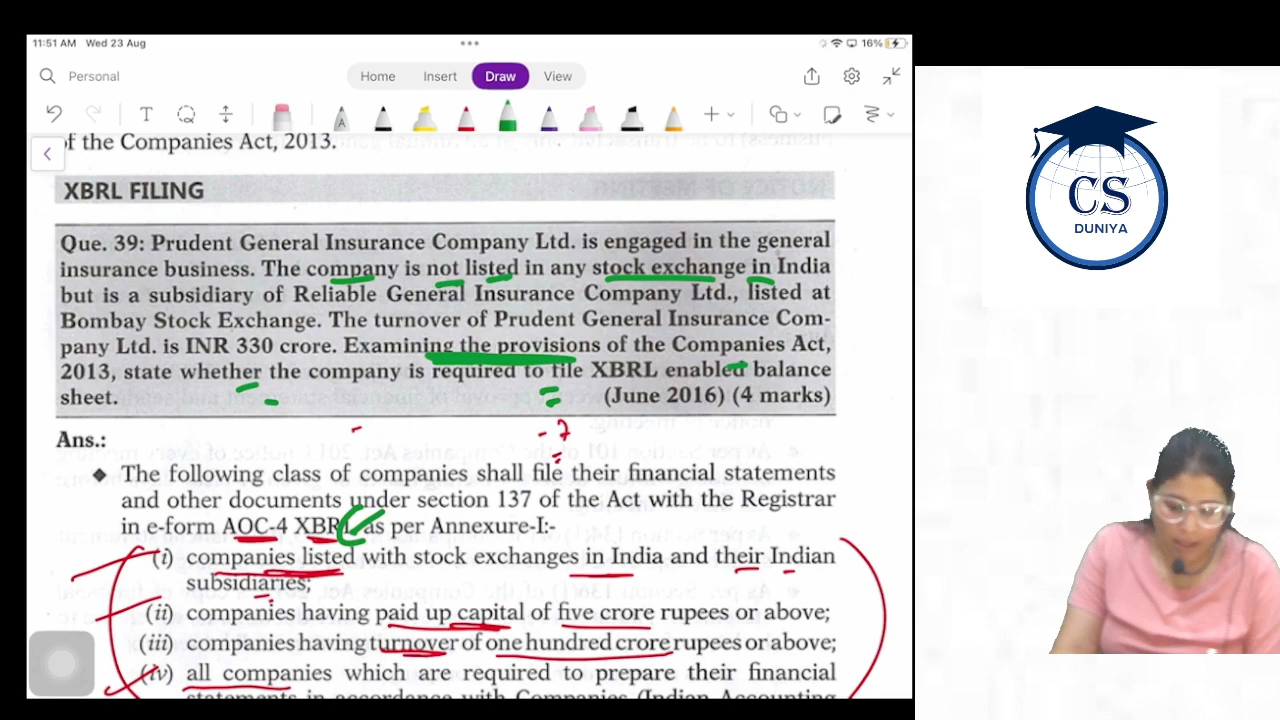 11:51 AM Wed 23 Aug
16%
Personal
Home Insert Draw View
of the Companies Act, 2013.
XBRL FILING
Que. 39: Prudent General Insurance Company Ltd. is engaged in the general
insurance business. The company is not listed in any stock exchange in India
but is a subsidiary of Reliable General Insurance Company Ltd., listed at
Bombay Stock Exchange. The turnover of Prudent General Insurance Com-
pany Ltd. is INR 330 crore. Examining the provisions of the Companies Act,
2013, state whether the company is required to file XBRL enabled balance
sheet. (June 2016) (4 marks)
Ans.:
The following class of companies shall file their financial statements
and other documents under section 137 of the Act with the Registrar
in e-form AOC-4 XBRL as per Annexure-I:-
(i) companies listed with stock exchanges in India and their Indian
subsidiaries;
(ii) companies having paid up capital of five crore rupees or above;
(iii) companies having turnover of one hundred crore rupees or above;
(iv) all companies which are required to prepare their financial
statements in accordance with Companies (Indian Accounting
CS
DUNIYA